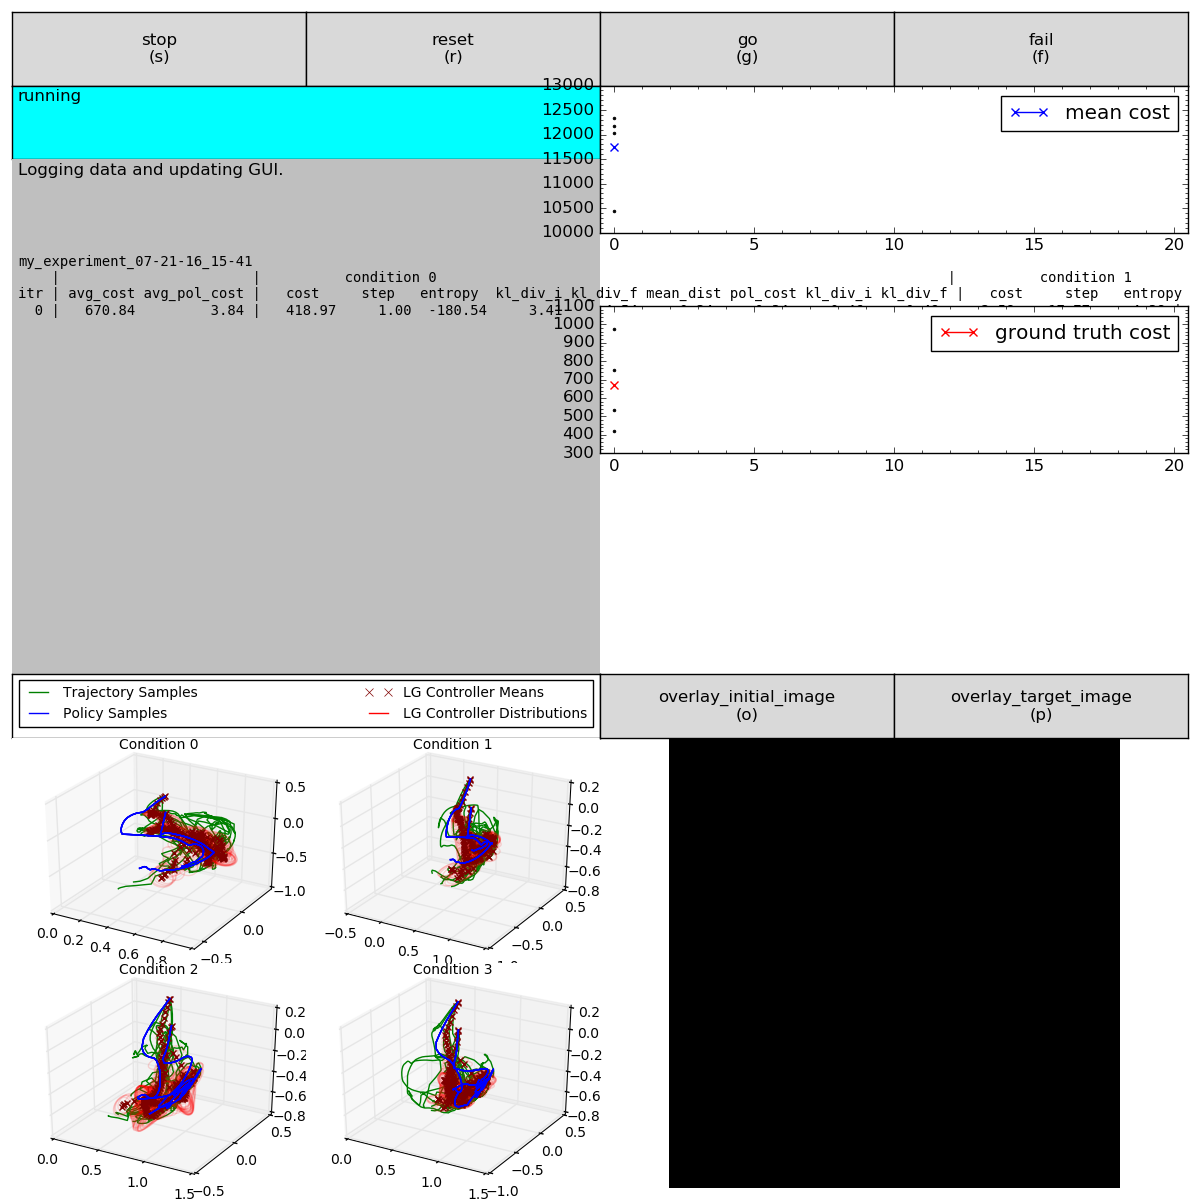 stop
(s)
reset
(r)
go
(g)
fail
(f)
running
13000
12500
12000
11500
11000
10500
10000
mean cost
0 5 10 15 20
Logging data and updating GUI.
my_experiment_07-21-16_15-41
| | condition 0 | condition 1
itr | avg_cost avg_pol_cost | cost step entropy kl_div_i kl_div_f mean_dist pol_cost kl_div_i kl_div_f | cost step entropy
0 | 670.84 3.84 | 418.97 1.00 -180.54 3.41
1100
1000
900
800
700
600
500
400
300
ground truth cost
0 5 10 15 20
Trajectory Samples
Policy Samples
LG Controller Means
LG Controller Distributions
overlay_initial_image
(o)
overlay_target_image
(p)
Condition 0
0.5
0.0
−0.5
−1.0
0.0
−0.5
0.0 0.2 0.4 0.6 0.8
Condition 1
0.2
0.0
−0.2
−0.4
−0.6
−0.8
0.5
0.0
−0.5
−0.5 0.0 0.5 1.0
Condition 2
0.2
0.0
−0.2
−0.4
−0.6
−0.8
0.5
0.0
−0.5
0.0 0.5 1.0 1.5
Condition 3
0.2
0.0
−0.2
−0.4
−0.6
−0.8
0.5
0.0
−0.5
−1.0
0.0 0.5 1.0 1.5